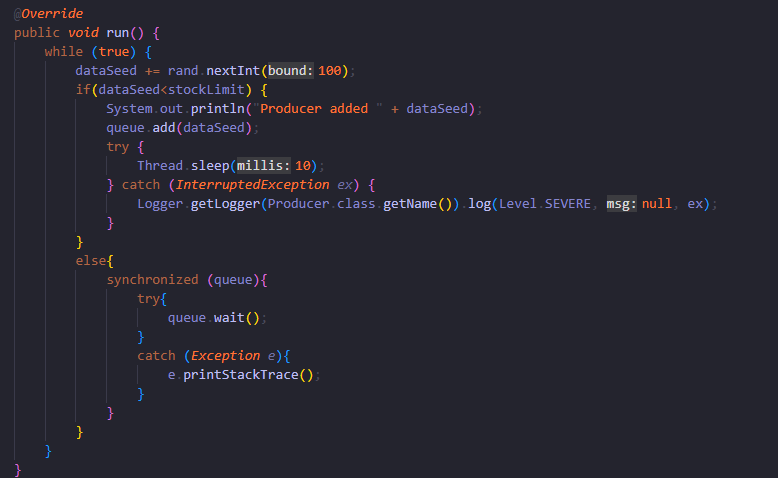 @Override
public void run() {
while (true) {
dataSeed += rand.nextInt(bound: 100);
if(dataSeed<stockLimit) {
System.out.println("Producer added " + dataSeed);
queue.add(dataSeed);
try {
Thread.sleep(millis: 10);
} catch (InterruptedException ex) {
Logger.getLogger(Producer.class.getName()).log(Level.SEVERE, msg: null, ex);
}
}
else{
synchronized (queue){
try{
queue.wait();
}
catch (Exception e){
e.printStackTrace();
}
}
}
}
}